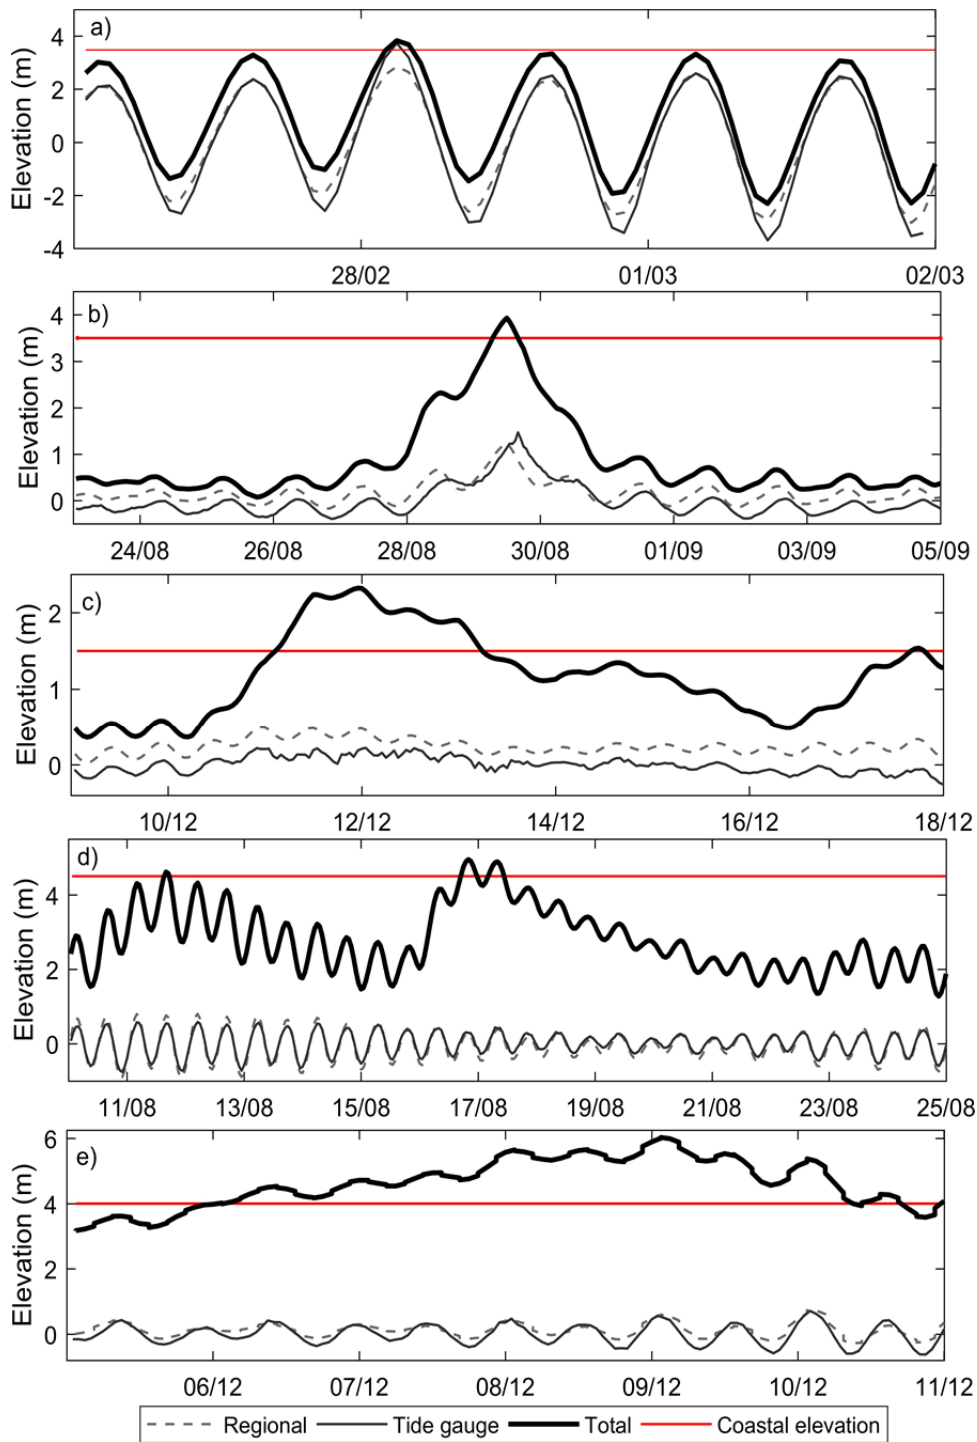 a)
Elevation (m)
4
2
0
-2
-4
28/02 01/03 02/03
b)
Elevation (m)
4
3
2
1
0
24/08 26/08 28/08 30/08 01/09 03/09 05/09
c)
Elevation (m)
2
1
0
10/12 12/12 14/12 16/12 18/12
d)
Elevation (m)
4
2
0
11/08 13/08 15/08 17/08 19/08 21/08 23/08 25/08
e)
Elevation (m)
6
4
2
0
06/12 07/12 08/12 09/12 10/12 11/12
Regional Tide gauge Total Coastal elevation